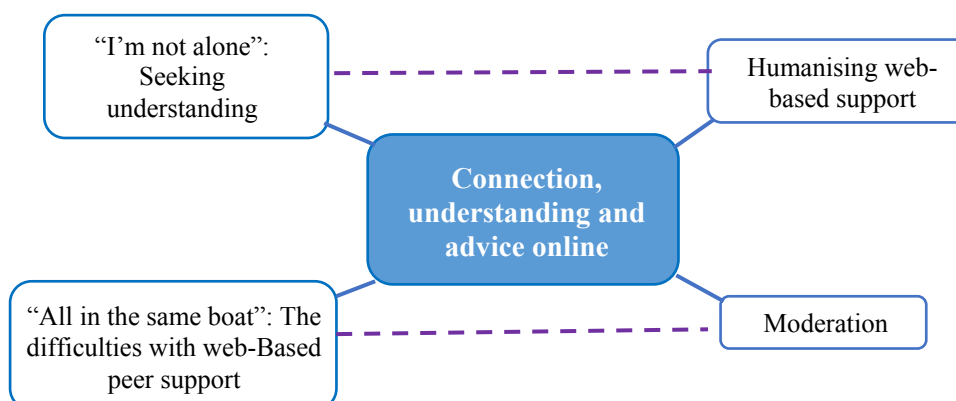 “I’m not alone”:
Seeking
understanding
Humanising web-
based support
Connection,
understanding and
advice online
“All in the same boat”: The
difficulties with web-Based
peer support
Moderation